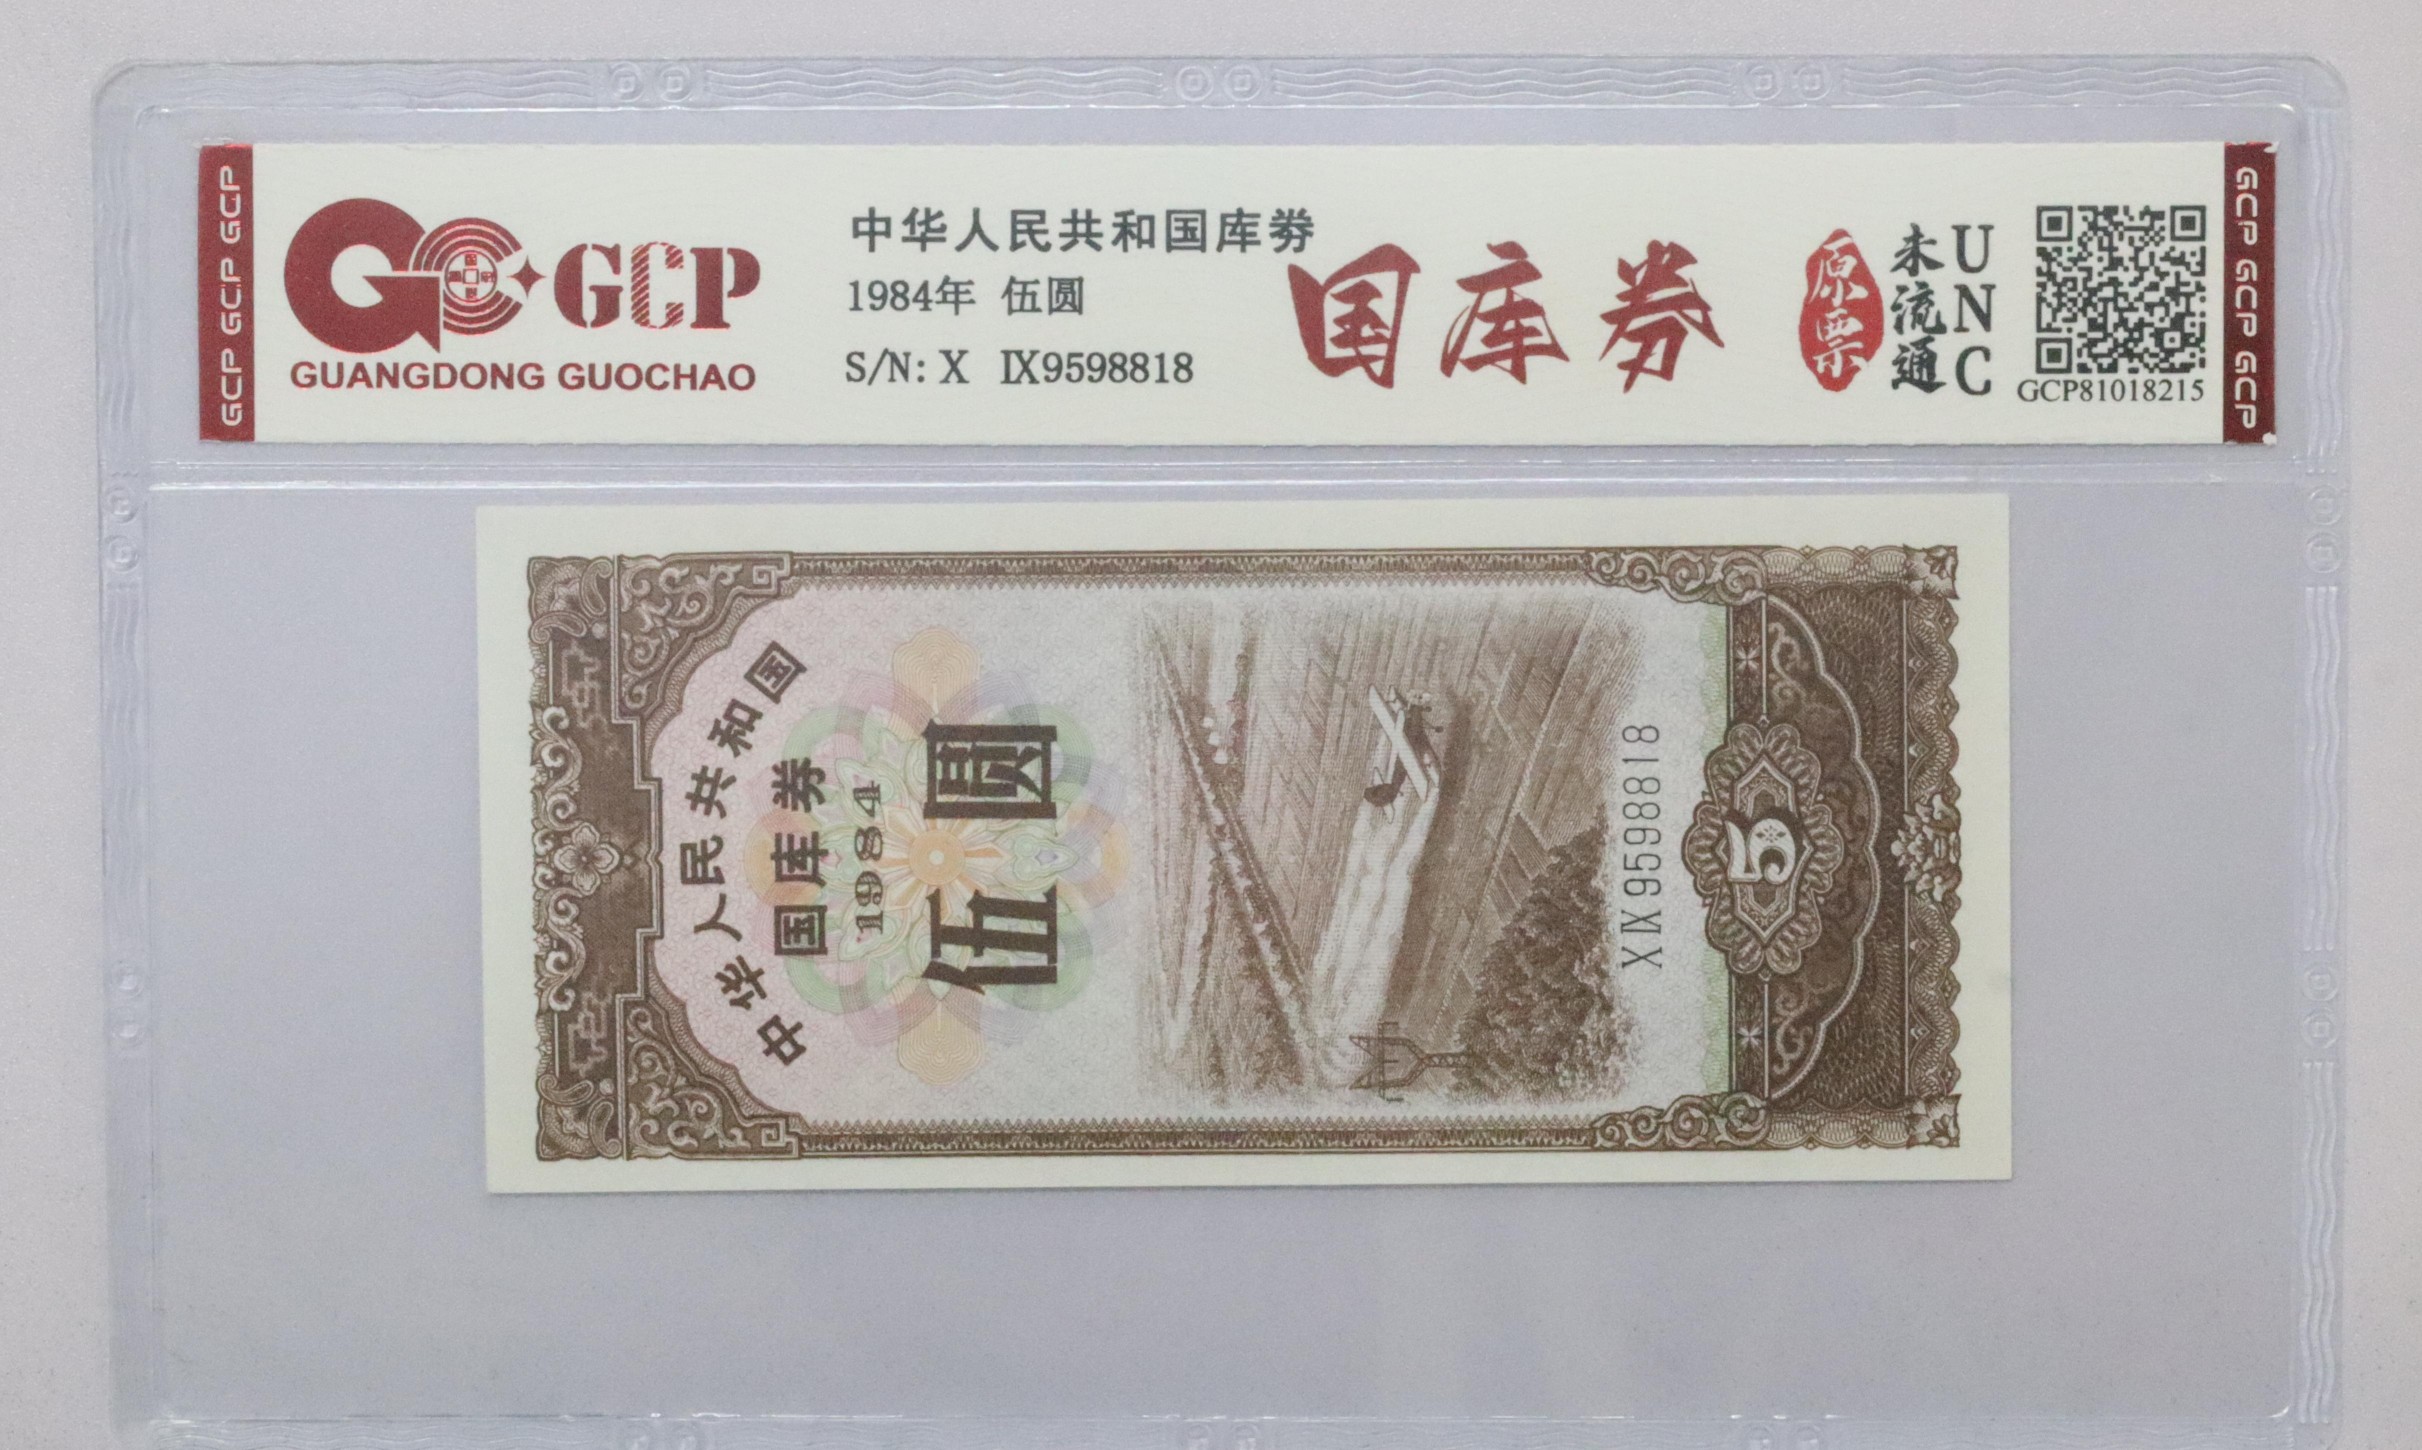 GCP GCP GCP
GCP
GUANGDONG GUOCHAO
中华人民共和国库劵
1984年 伍圆
S/N: X IX9598818
国库券
原票
未流通
UNC
GCP81018215
GCP GCP GCP
中华人民共和国
国库券
1984
伍圆
X IX 9598818
5